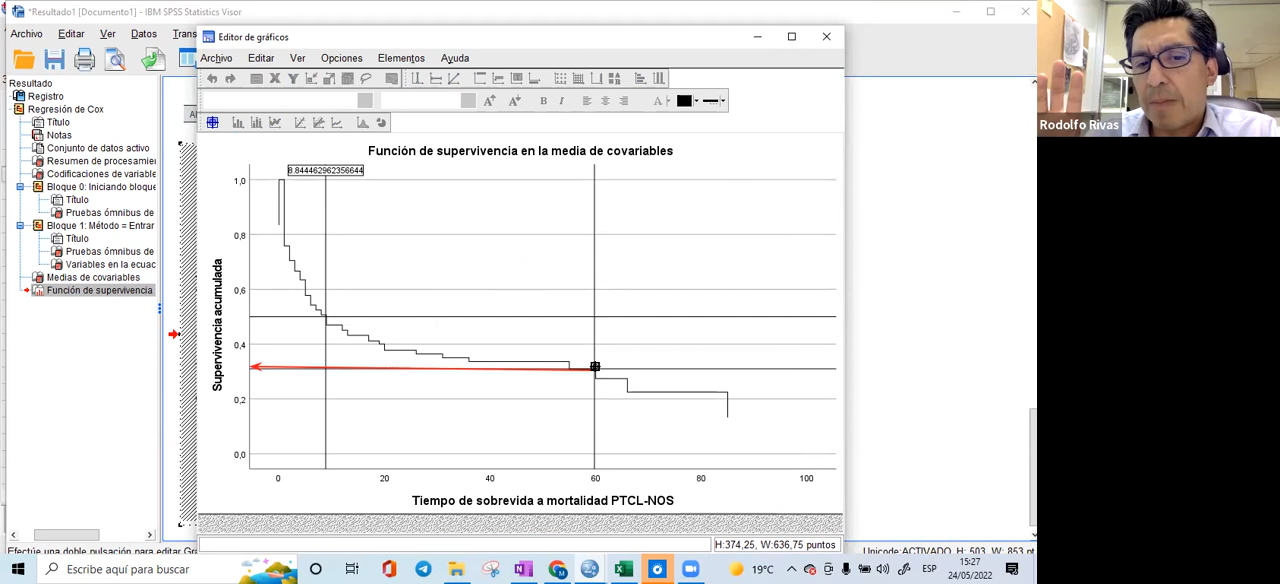 *Resultado1 [Documento1] - IBM SPSS Statistics Visor
Archivo Editar Ver Datos Trans
Editor de gráficos
Archivo Editar Ver Opciones Elementos Ayuda
Resultado
Registro
Regresión de Cox
Título
Notas
Conjunto de datos activo
Resumen de procesamier
Codificaciones de variable
Bloque 0: Iniciando bloque
Título
Pruebas ómnibus de
Bloque 1: Método = Entrar
Título
Pruebas ómnibus de
Variables en la ecuac
Medias de covariables
Función de supervivencia
Función de supervivencia en la media de covariables
8.844462962356644
Supervivencia acumulada
1,0
0,8
0,6
0,4
0,2
0,0
0 20 40 60 80 100
Tiempo de sobrevida a mortalidad PTCL-NOS
H:374,25, W:636,75 puntos
Efectúe una doble pulsación para editar Grá
Unicode:ACTIVADO H: 503, W: 853 pt
Rodolfo Rivas
Escribe aquí para buscar
19°C
ESP
15:27
24/05/2022